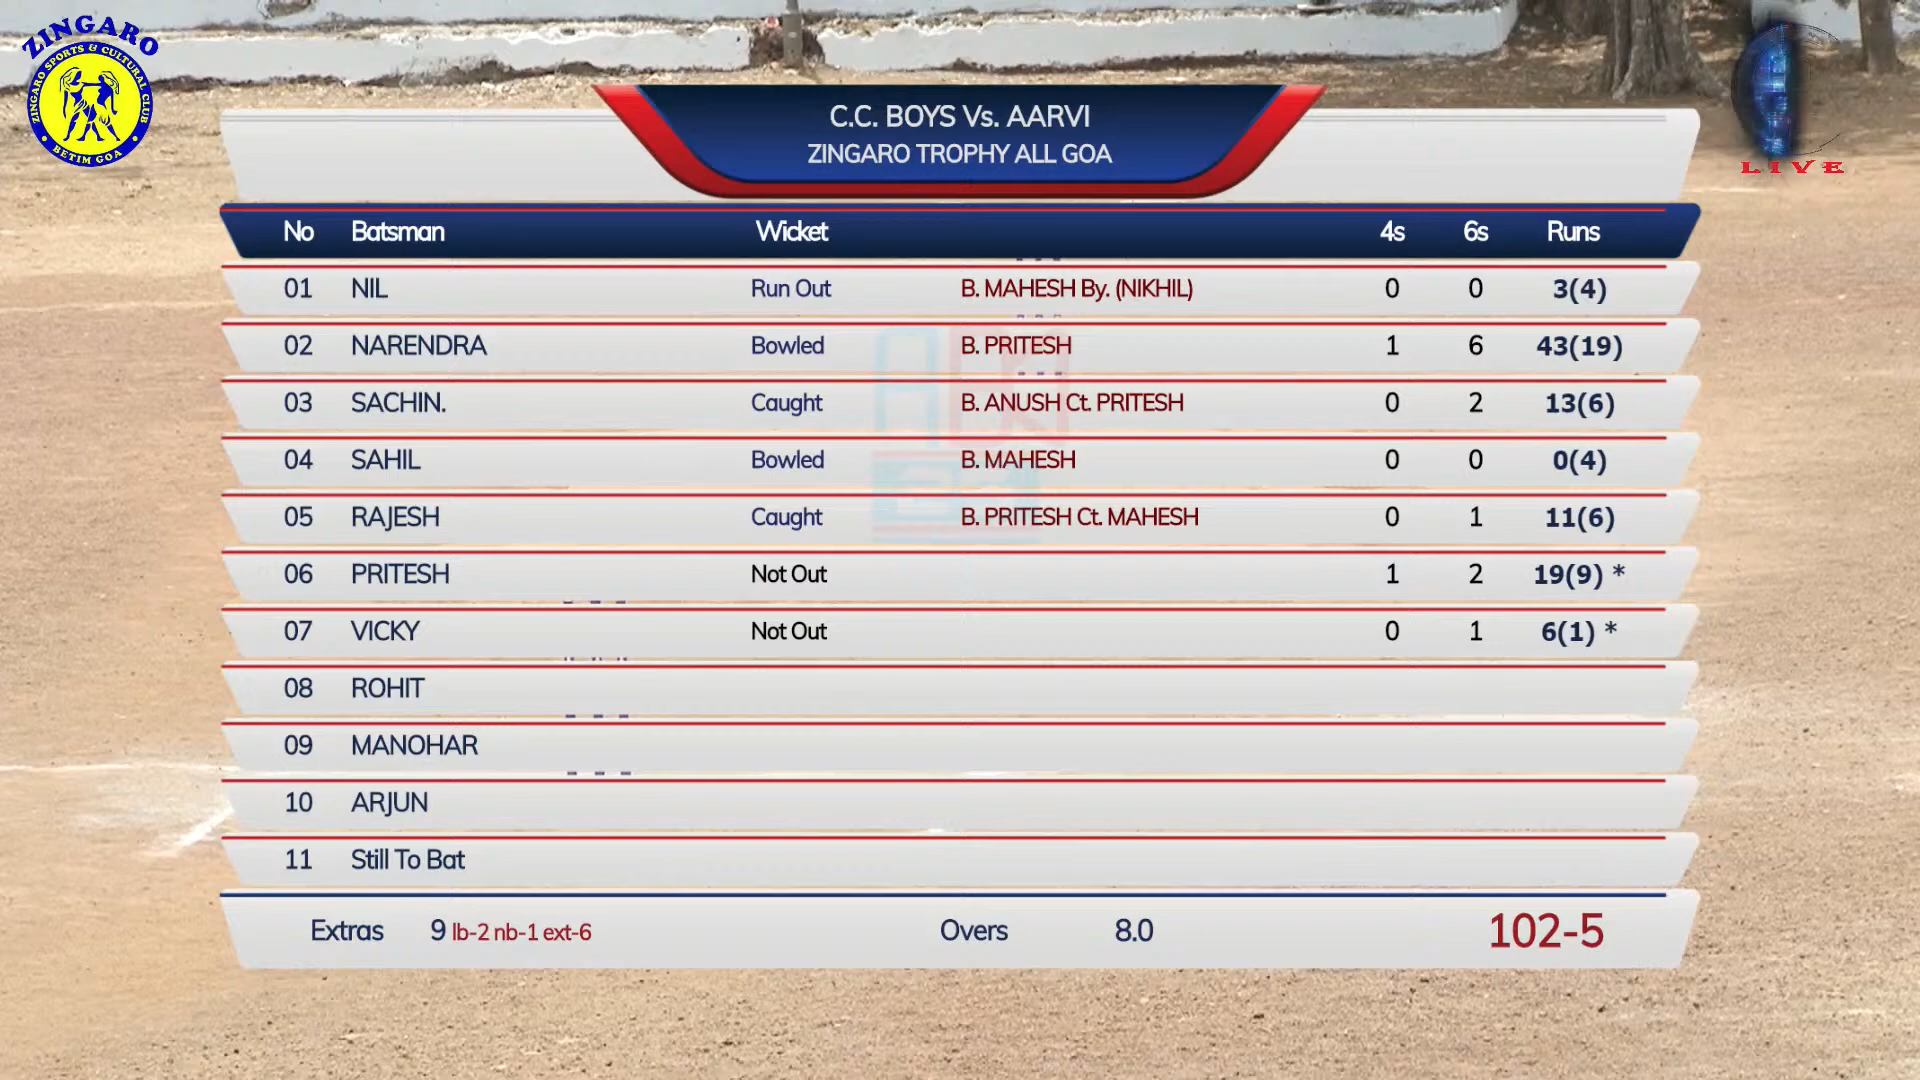 ZINGARO
ZINGARO SPORTS & CULTURAL CLUB
BETIM GOA
LIVE
C.C. BOYS Vs. AARVI
ZINGARO TROPHY ALL GOA
No Batsman Wicket 4s 6s Runs
01 NIL Run Out B. MAHESH By. (NIKHIL) 0 0 3(4)
02 NARENDRA Bowled B. PRITESH 1 6 43(19)
03 SACHIN. Caught B. ANUSH Ct. PRITESH 0 2 13(6)
04 SAHIL Bowled B. MAHESH 0 0 0(4)
05 RAJESH Caught B. PRITESH Ct. MAHESH 0 1 11(6)
06 PRITESH Not Out 1 2 19(9) *
07 VICKY Not Out 0 1 6(1) *
08 ROHIT
09 MANOHAR
10 ARJUN
11 Still To Bat
Extras 9 lb-2 nb-1 ext-6 Overs 8.0 102-5